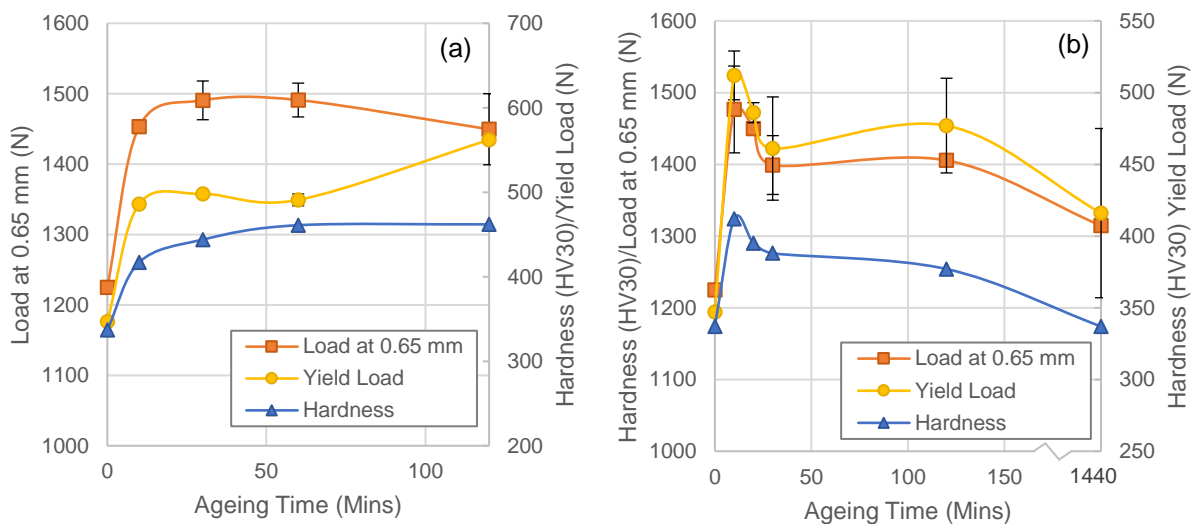 (a)
Load at 0.65 mm (N)
1600
1500
1400
1300
1200
1100
1000
700
600
500
400
300
200
Hardness (HV30)/Yield Load (N)
Load at 0.65 mm
Yield Load
Hardness
0
50
100
Ageing Time (Mins)
(b)
Hardness (HV30)/Load at 0.65 mm (N)
1600
1500
1400
1300
1200
1100
1000
550
500
450
400
350
300
250
Hardness (HV30) Yield Load (N)
Load at 0.65 mm
Yield Load
Hardness
0
50
100
150
1440
Ageing Time (Mins)